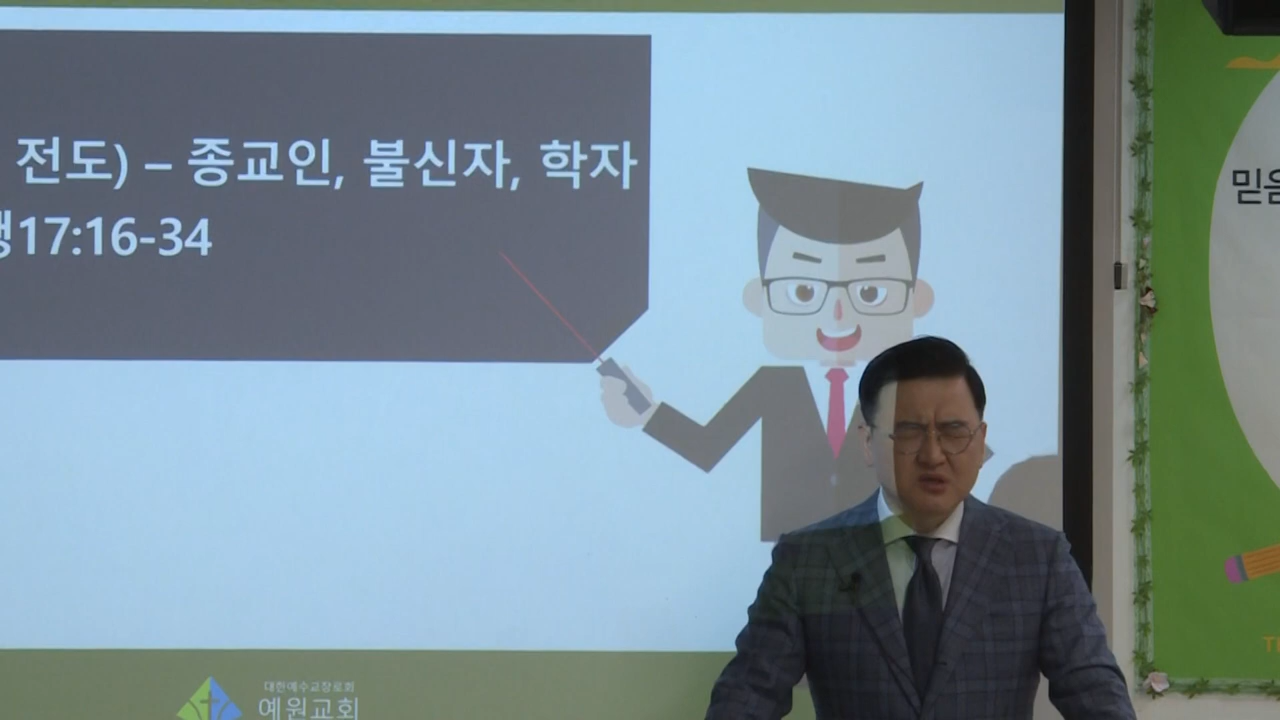 전도) – 종교인, 불신자, 학자
행17:16-34
대한예수교장로회
예원교회
믿음